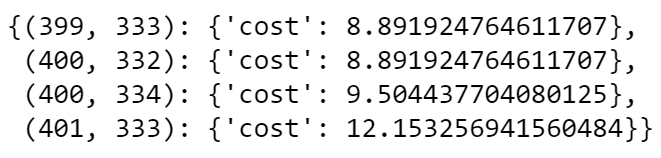 {(399, 333): {'cost': 8.891924764611707},
(400, 332): {'cost': 8.891924764611707},
(400, 334): {'cost': 9.504437704080125},
(401, 333): {'cost': 12.153256941560484}}